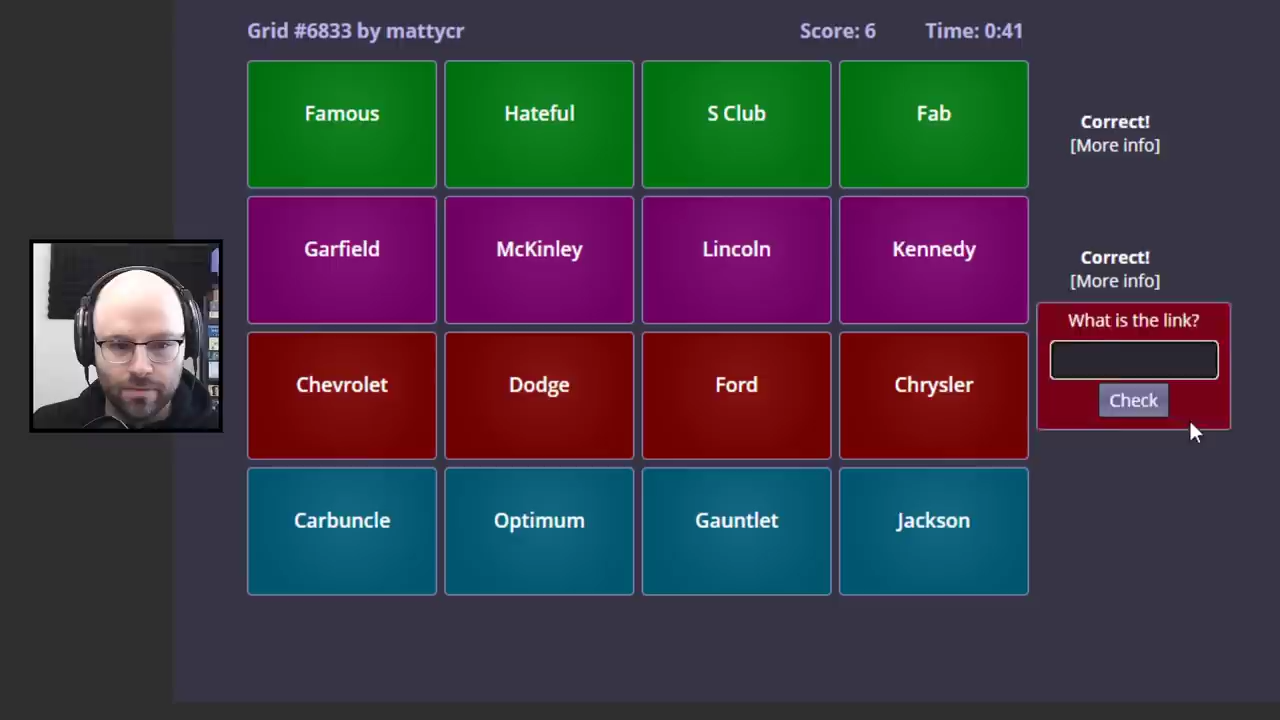 Grid #6833 by mattycr Score: 6 Time: 0:41
Famous Hateful S Club Fab
Correct!
[More info]
Garfield McKinley Lincoln Kennedy
Correct!
[More info]
What is the link?
Check
Chevrolet Dodge Ford Chrysler
Carbuncle Optimum Gauntlet Jackson